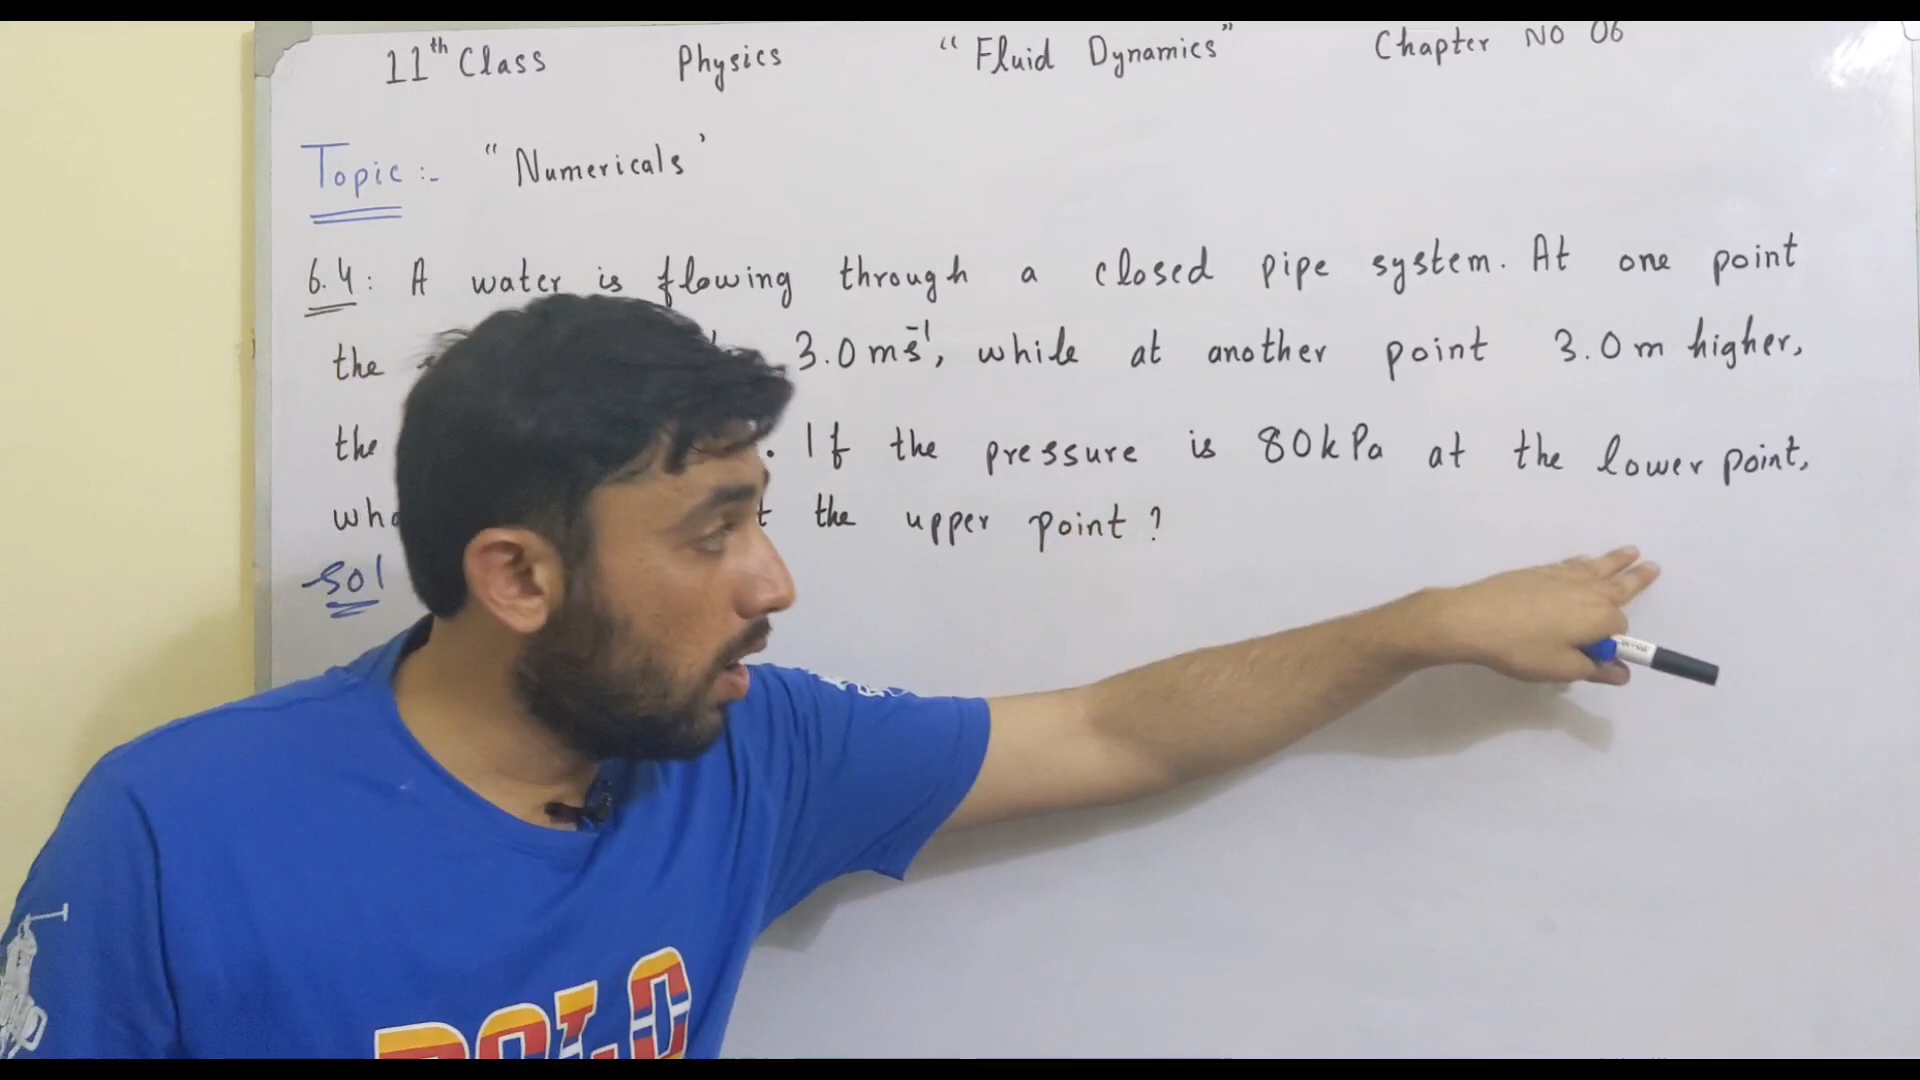 11th Class Physics “Fluid Dynamics” Chapter NO 06
Topic:- “Numericals’
6.4: A water is flowing through a closed pipe system. At one point
the 3.0 ms⁻¹, while at another point 3.0 m higher,
the . If the pressure is 80 kPa at the lower point,
the upper point?
Sol
POLO